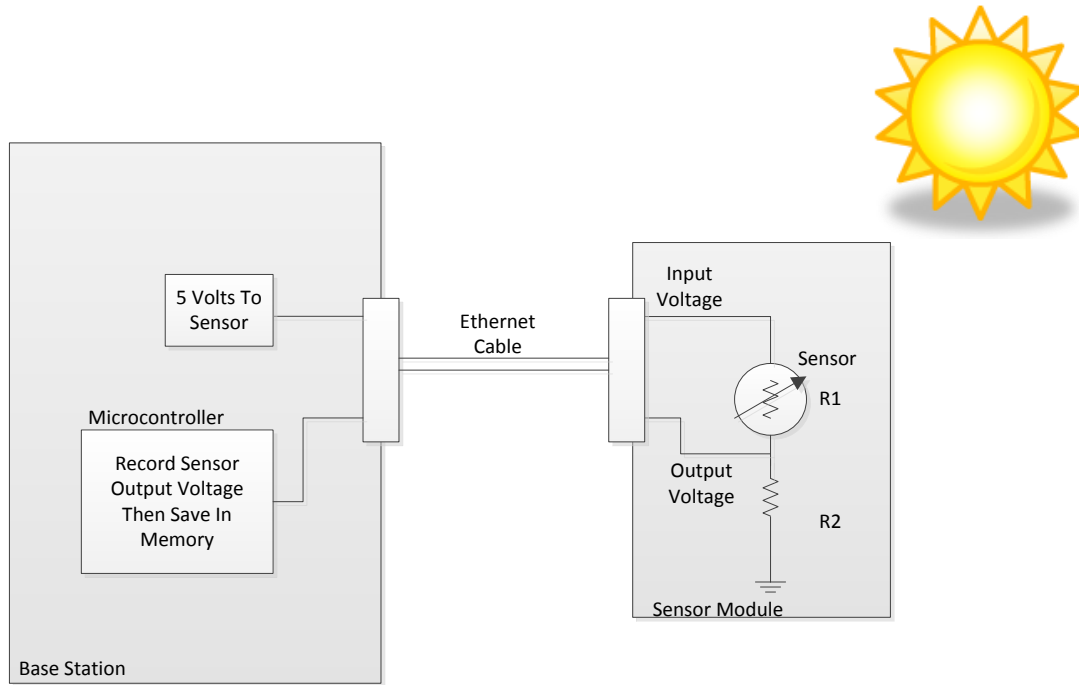 5 Volts To
Sensor
Microcontroller
Record Sensor
Output Voltage
Then Save In
Memory
Base Station
Ethernet
Cable
Input
Voltage
Sensor
R1
Output
Voltage
R2
Sensor Module